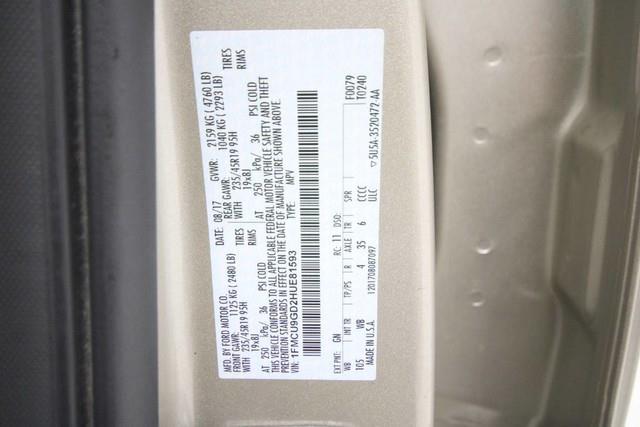 MFD. BY FORD MOTOR CO.
DATE: 08/17 GVWR: 2159 KG ( 4760 LB)
FRONT GAWR: 1125 KG ( 2480 LB) REAR GAWR: 1040 KG ( 2293 LB)
WITH 235/45R19 95H TIRES WITH 235/45R19 95H TIRES
19x8J RIMS 19x8J RIMS
AT 250 kPa/ 36 PSI COLD AT 250 kPa/ 36 PSI COLD
THIS VEHICLE CONFORMS TO ALL APPLICABLE FEDERAL MOTOR VEHICLE SAFETY AND THEFT
PREVENTION STANDARDS IN EFFECT ON THE DATE OF MANUFACTURE SHOWN ABOVE.
VIN: 1FMCU9GD2HUE81593 TYPE: MPV
F0079
T0240
EXT PNT: GN RC: 11 DSO:
WB INT TR TP/PS R AXLE TR SPR
105 WB 4 35 6 CCCC
MADE IN U.S.A. 1201708087097 ULC
5U5A-3520472-AA